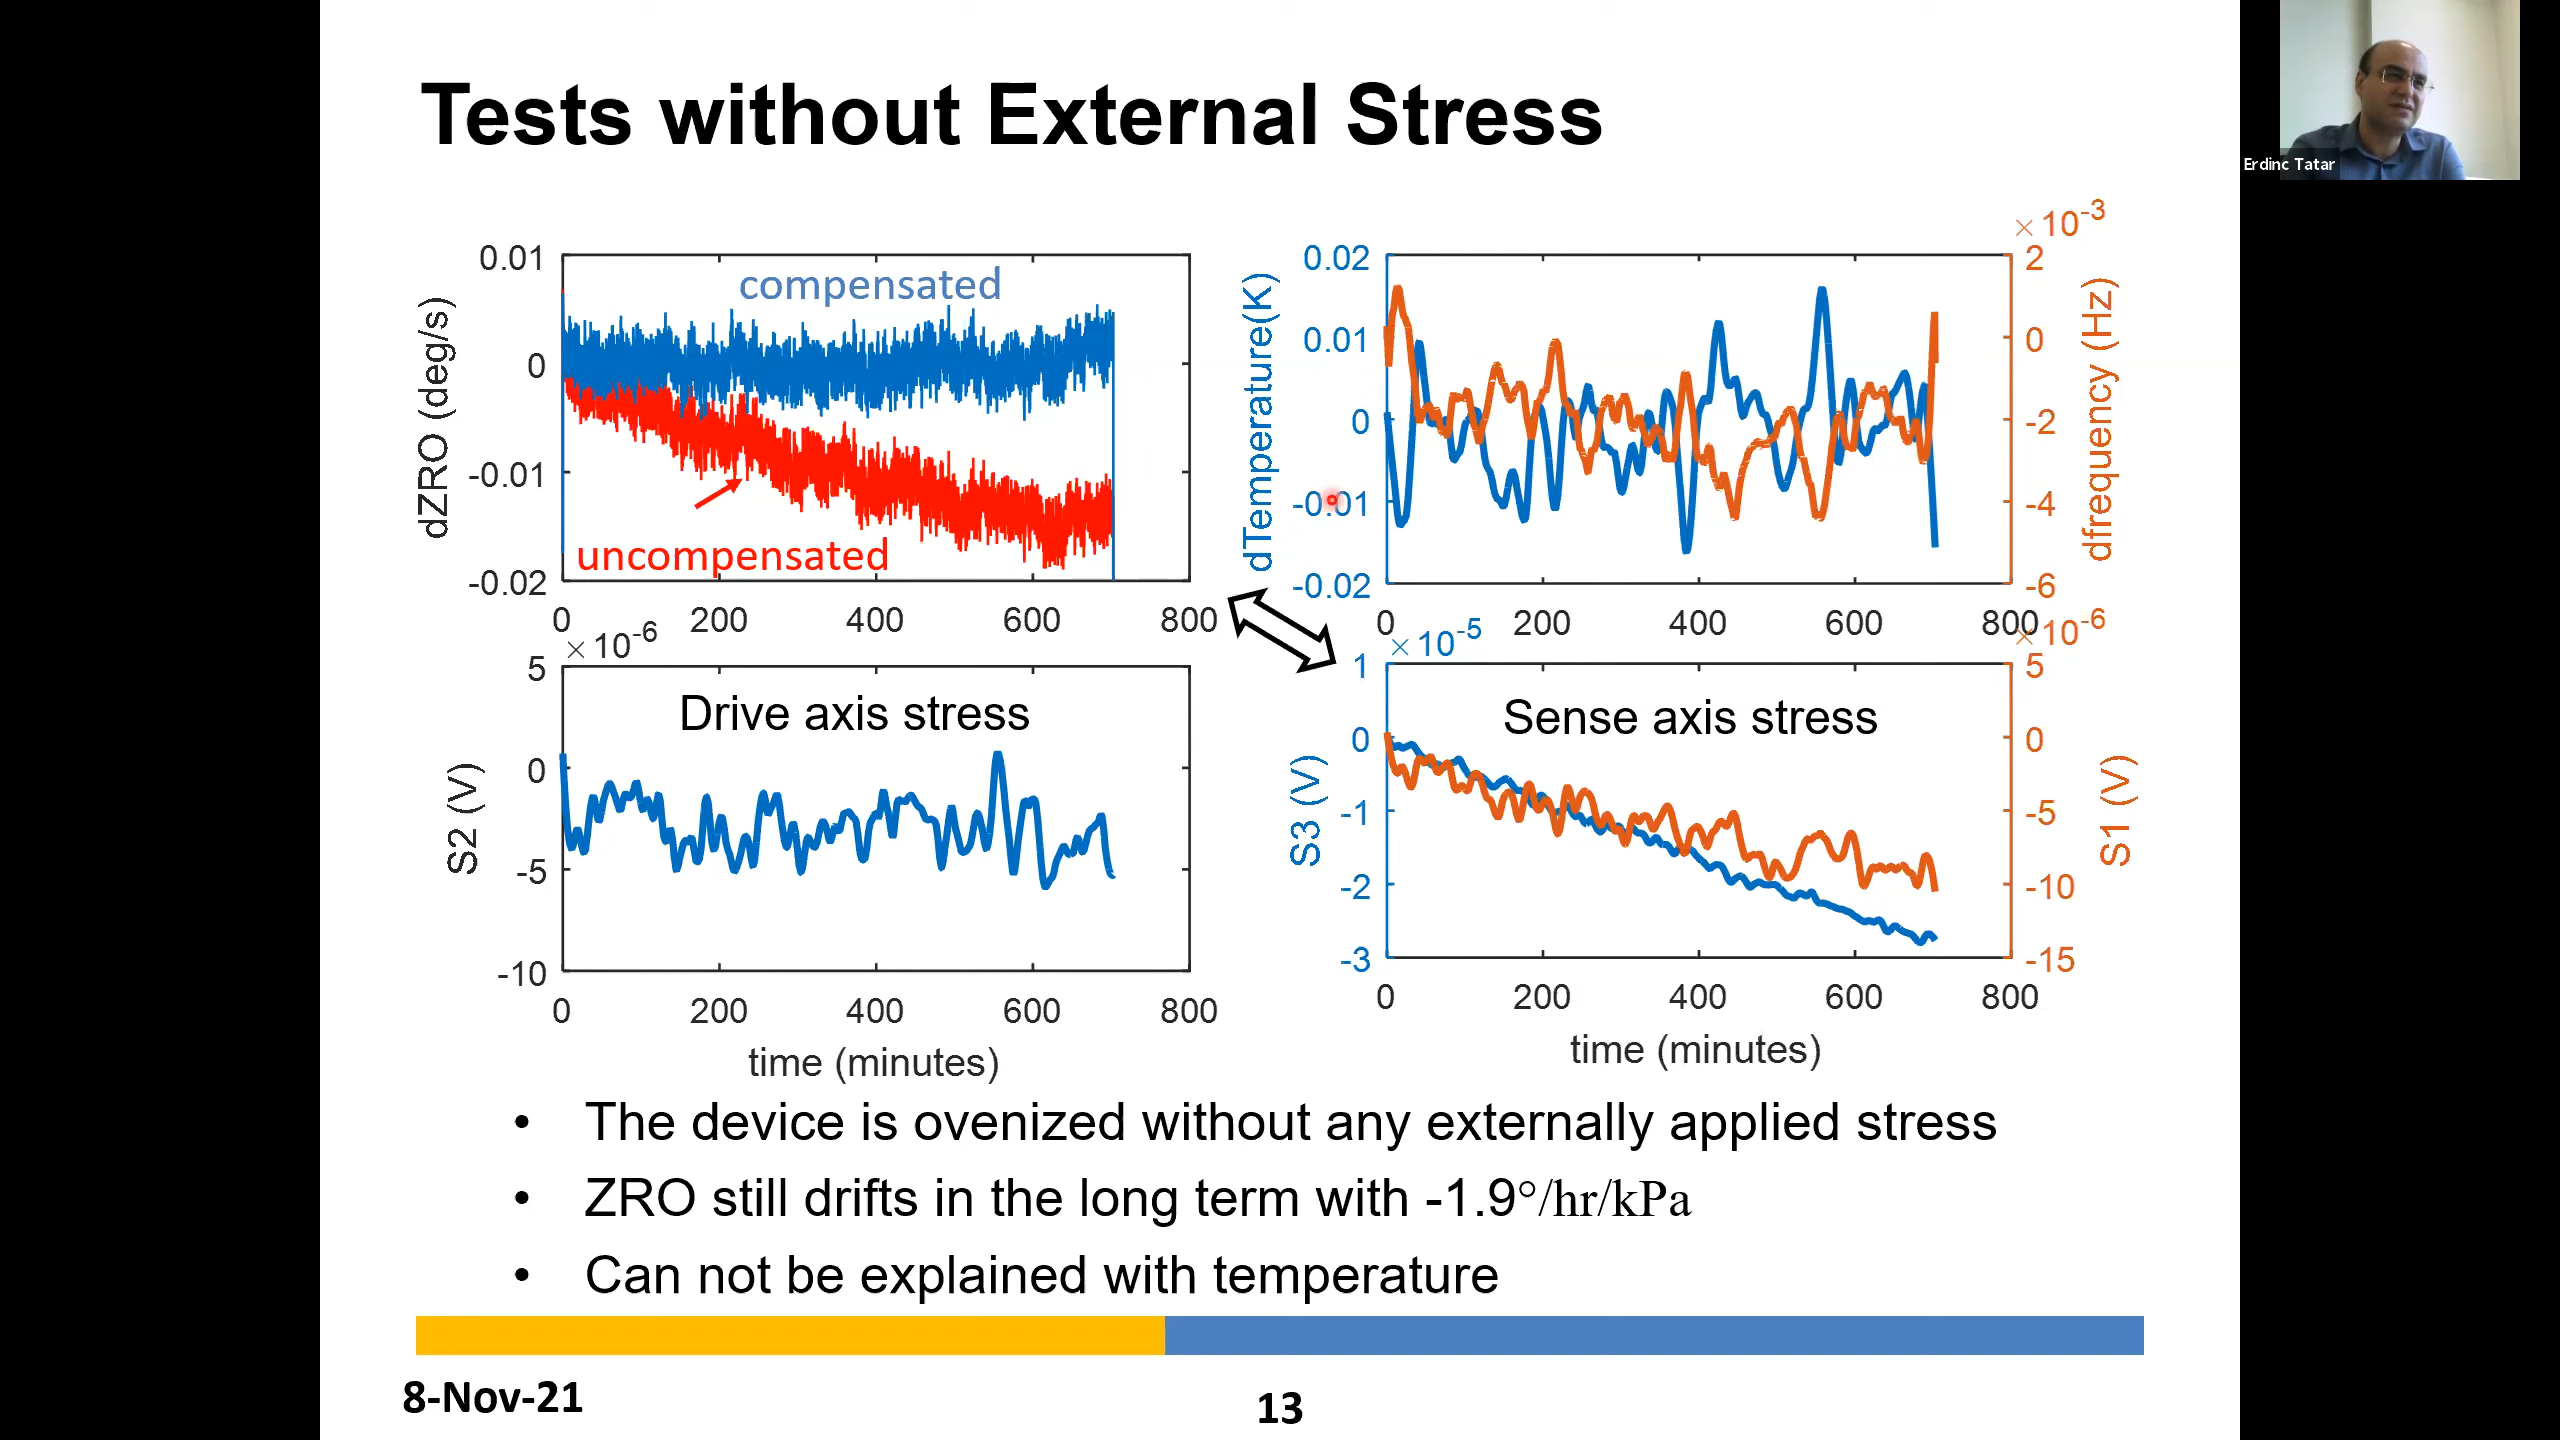 Tests without External Stress
Erdinc Tatar
compensated
uncompensated
dZRO (deg/s)
0.01
0
-0.01
-0.02
0 200 400 600 800
dTemperature(K)
0.02
0.01
0
-0.01
-0.02
×10-3
2
0
-2
-4
-6
dfrequency (Hz)
0 200 400 600 800
×10-6
5
0
-5
-10
S2 (V)
Drive axis stress
0 200 400 600 800
time (minutes)
×10-5
1
0
-1
-2
-3
S3 (V)
Sense axis stress
×10-6
5
0
-5
-10
-15
S1 (V)
0 200 400 600 800
time (minutes)
• The device is ovenized without any externally applied stress
• ZRO still drifts in the long term with -1.9°/hr/kPa
• Can not be explained with temperature
8-Nov-21
13